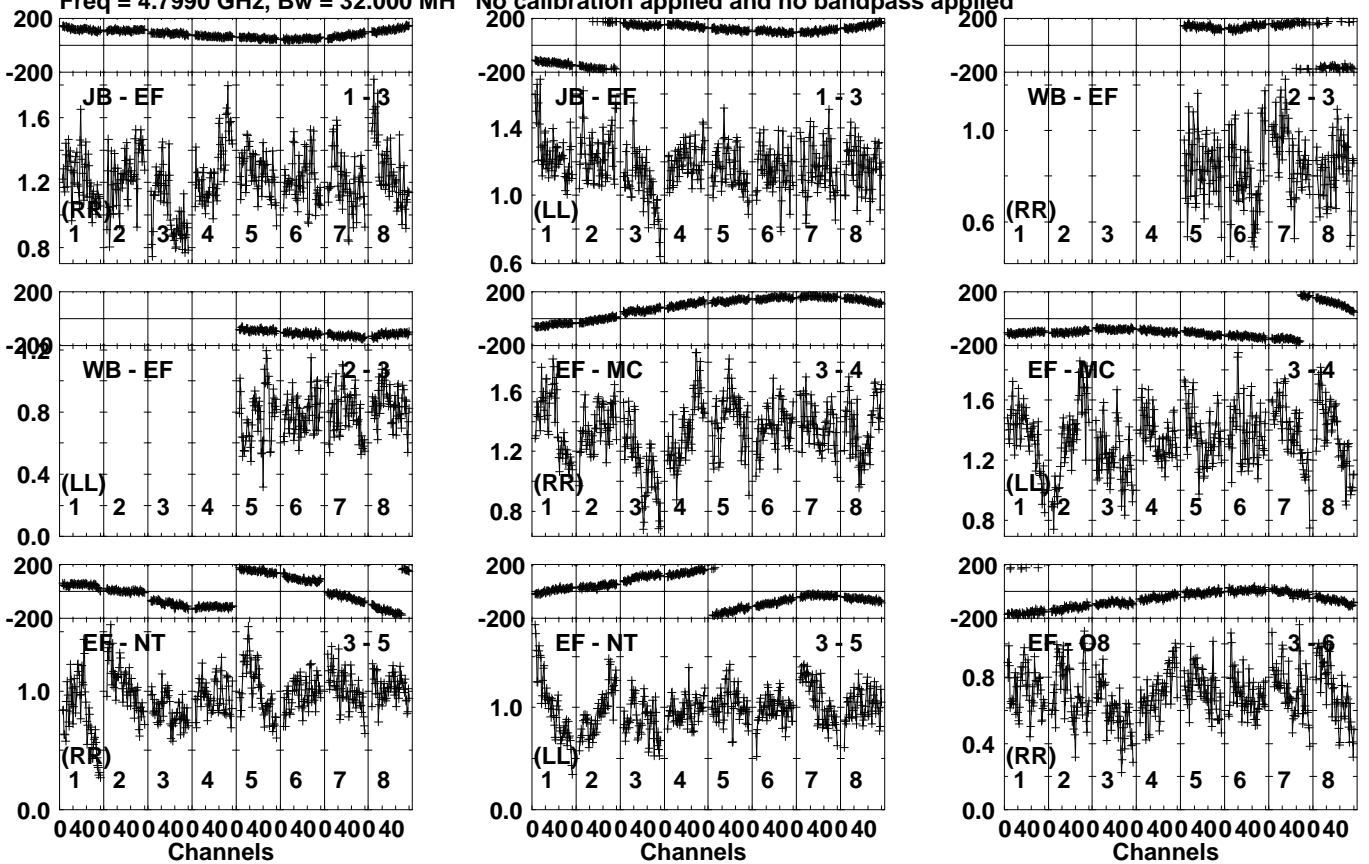 Freq = 4.7990 GHz, Bw = 32.000 MH No calibration applied and no bandpass applied
200
-200
JB - EF 1 - 3
1.6
1.2
0.8
(RR)
1 2 3 4 5 6 7 8
200
-200
JB - EF 1 - 3
1.4
1.0
0.6
(LL)
1 2 3 4 5 6 7 8
200
-200
WB - EF 2 - 3
1.0
0.6
(RR)
1 2 3 4 5 6 7 8
200
-200
1.2
WB - EF 2 - 3
0.8
0.4
0.0
(LL)
1 2 3 4 5 6 7 8
200
-200
EF - MC 3 - 4
1.6
1.2
0.8
(RR)
1 2 3 4 5 6 7 8
200
-200
EF - MC 3 - 4
1.6
1.2
0.8
(LL)
1 2 3 4 5 6 7 8
200
-200
EF - NT 3 - 5
1.0
0.0
(RR)
1 2 3 4 5 6 7 8
0 40 0 40 0 40 0 40 0 40 0 40 0 40 0 40
Channels
200
-200
EF - NT 3 - 5
1.0
0.0
(LL)
1 2 3 4 5 6 7 8
0 40 0 40 0 40 0 40 0 40 0 40 0 40 0 40
Channels
200
-200
EF - O8 3 - 6
0.8
0.4
0.0
(RR)
1 2 3 4 5 6 7 8
0 40 0 40 0 40 0 40 0 40 0 40 0 40 0 40
Channels